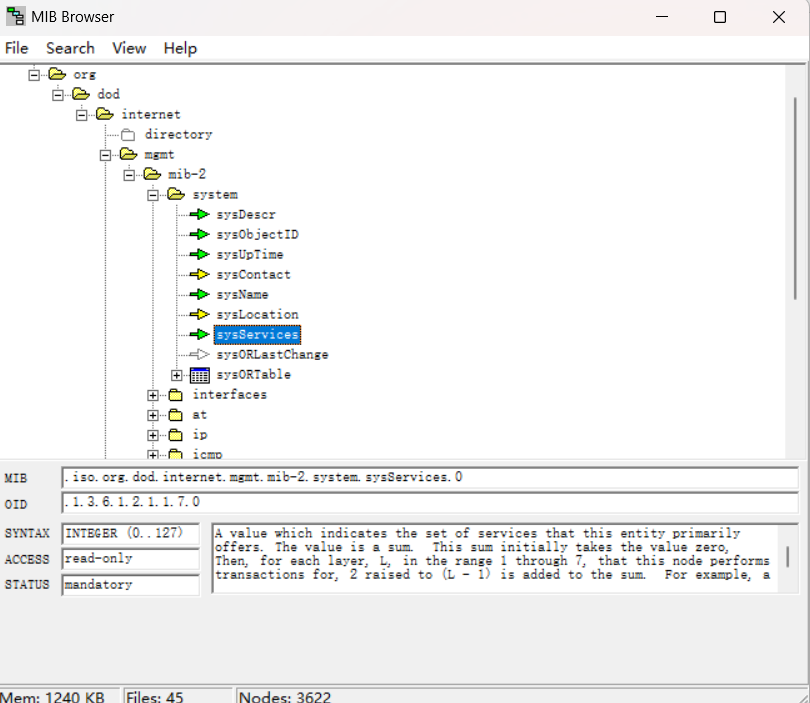 MIB Browser
File Search View Help
org
dod
internet
directory
mgmt
mib-2
system
sysDescr
sysObjectID
sysUpTime
sysContact
sysName
sysLocation
sysServices
sysORLastChange
sysORTable
interfaces
at
ip
icmp
MIB .iso.org.dod.internet.mgmt.mib-2.system.sysServices.0
OID .1.3.6.1.2.1.1.7.0
SYNTAX INTEGER (0..127)
ACCESS read-only
STATUS mandatory
A value which indicates the set of services that this entity primarily
offers. The value is a sum. This sum initially takes the value zero,
Then, for each layer, L, in the range 1 through 7, that this node performs
transactions for, 2 raised to (L - 1) is added to the sum. For example, a
Mem: 1240 KB Files: 45 Nodes: 3622